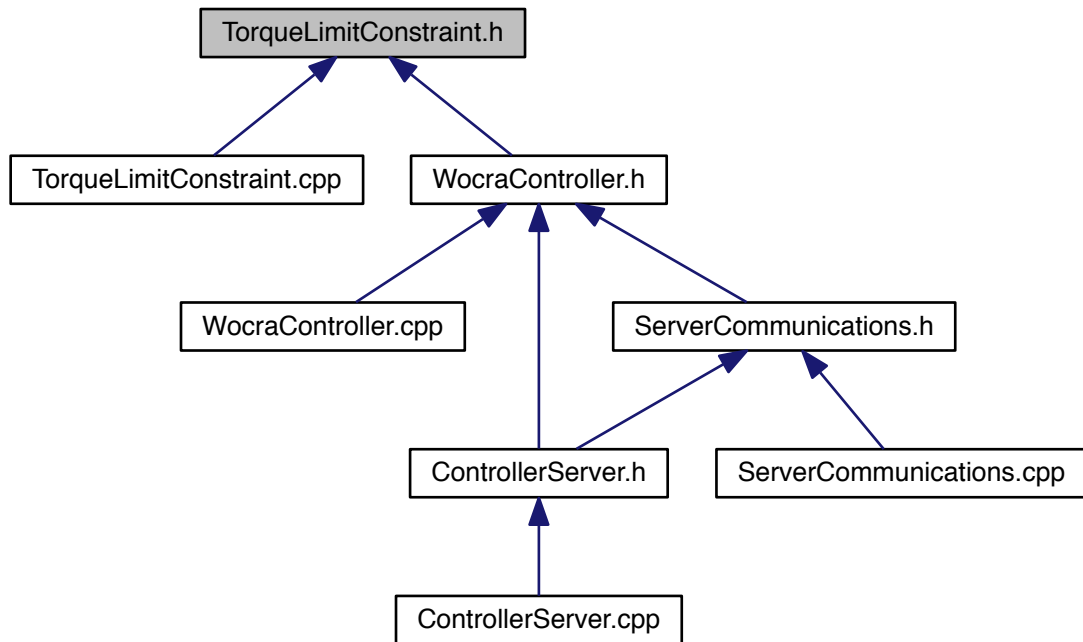 TorqueLimitConstraint.h
TorqueLimitConstraint.cpp
WocraController.h
WocraController.cpp
ServerCommunications.h
ControllerServer.h
ServerCommunications.cpp
ControllerServer.cpp